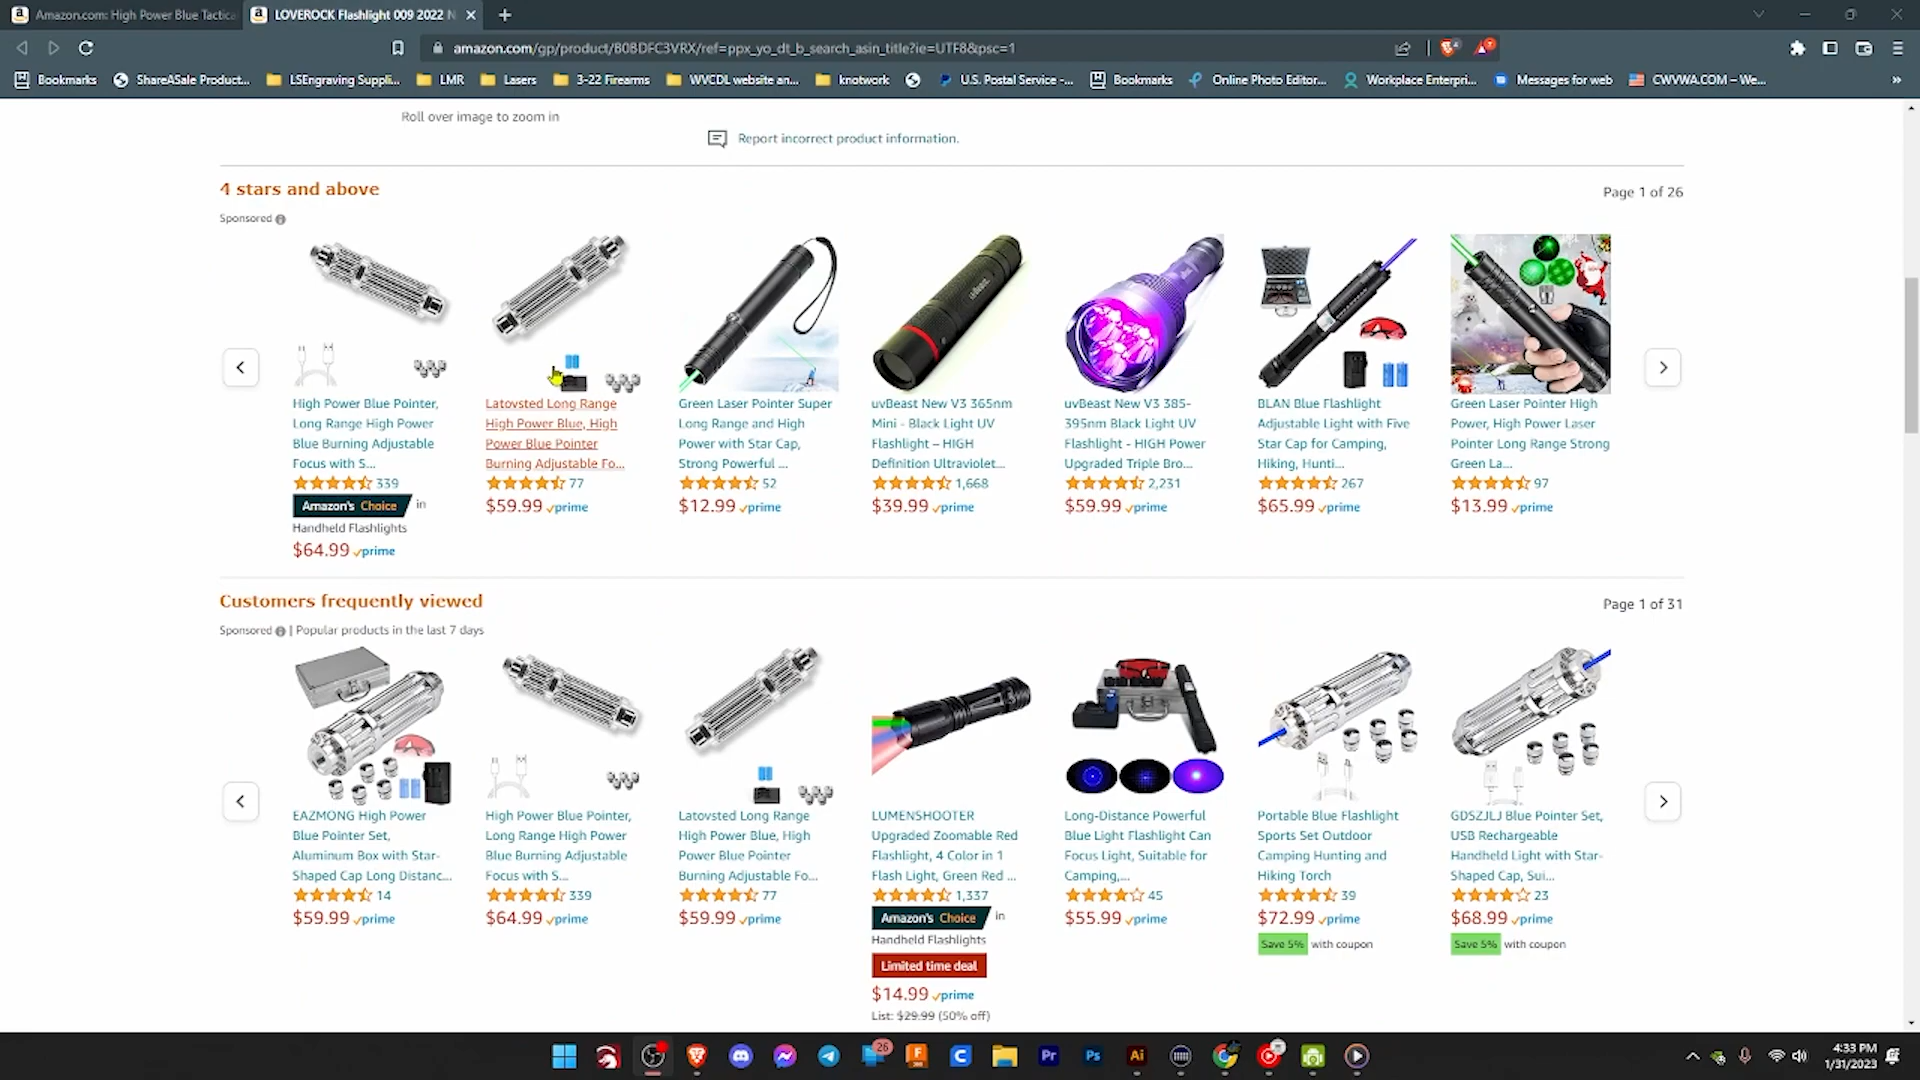 Amazon.com: High Power Blue Tactica
LOVEROCK Flashlight 009 2022 N
amazon.com/gp/product/B0BDFC3VRX/ref=ppx_yo_dt_b_search_asin_title?ie=UTF8&psc=1
Bookmarks
ShareASale Product...
LSEngraving Suppli...
LMR
Lasers
3-22 Firearms
WVCDL website an...
knotwork
U.S. Postal Service -...
Bookmarks
Online Photo Editor...
Workplace Enterpri...
Messages for web
CWVWA.COM – We...
Roll over image to zoom in
Report incorrect product information.
4 stars and above
Page 1 of 26
Sponsored
High Power Blue Pointer,
Long Range High Power
Blue Burning Adjustable
Focus with S...
339
Amazon's Choice in
Handheld Flashlights
$64.99 prime
Latovsted Long Range
High Power Blue, High
Power Blue Pointer
Burning Adjustable Fo...
77
$59.99 prime
Green Laser Pointer Super
Long Range and High
Power with Star Cap,
Strong Powerful ...
52
$12.99 prime
uvBeast New V3 365nm
Mini - Black Light UV
Flashlight – HIGH
Definition Ultraviolet...
1,668
$39.99 prime
uvBeast New V3 385-
395nm Black Light UV
Flashlight - HIGH Power
Upgraded Triple Bro...
2,231
$59.99 prime
BLAN Blue Flashlight
Adjustable Light with Five
Star Cap for Camping,
Hiking, Hunti...
267
$65.99 prime
Green Laser Pointer High
Power, High Power Laser
Pointer Long Range Strong
Green La...
97
$13.99 prime
Customers frequently viewed
Page 1 of 31
Sponsored | Popular products in the last 7 days
EAZMONG High Power
Blue Pointer Set,
Aluminum Box with Star-
Shaped Cap Long Distanc...
14
$59.99 prime
High Power Blue Pointer,
Long Range High Power
Blue Burning Adjustable
Focus with S...
339
$64.99 prime
Latovsted Long Range
High Power Blue, High
Power Blue Pointer
Burning Adjustable Fo...
77
$59.99 prime
LUMENSHOOTER
Upgraded Zoomable Red
Flashlight, 4 Color in 1
Flash Light, Green Red ...
1,337
Amazon's Choice in
Handheld Flashlights
Limited time deal
$14.99 prime
List: $29.99 (50% off)
Long-Distance Powerful
Blue Light Flashlight Can
Focus Light, Suitable for
Camping,...
45
$55.99 prime
Portable Blue Flashlight
Sports Set Outdoor
Camping Hunting and
Hiking Torch
39
$72.99 prime
Save 5% with coupon
GDSZJLJ Blue Pointer Set,
USB Rechargeable
Handheld Light with Star-
Shaped Cap, Sui...
23
$68.99 prime
Save 5% with coupon
26
Pr
Ps
Ai
4:33 PM
1/31/2023